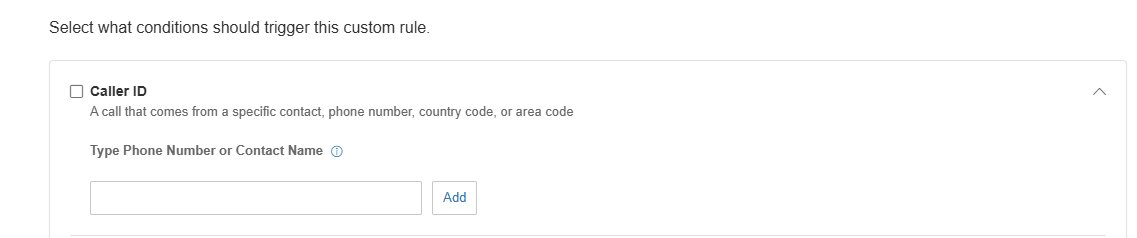 Select what conditions should trigger this custom rule.
Caller ID
A call that comes from a specific contact, phone number, country code, or area code
Type Phone Number or Contact Name
Add